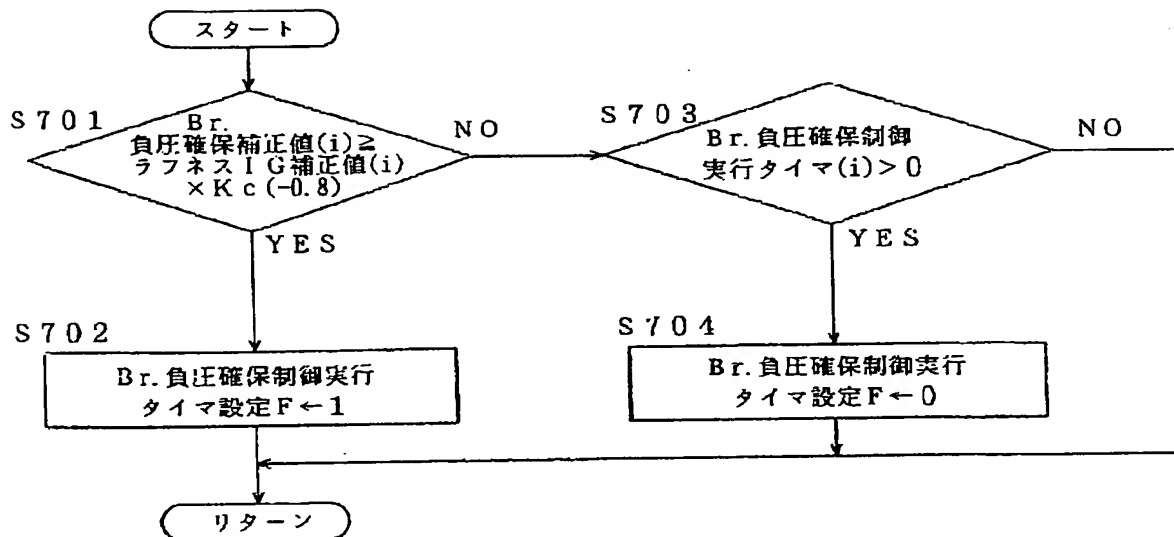 スタート
S701
Br.
負圧確保補正値(i)≧
ラフネスIG補正値(i)
×Kc(-0.8)
NO
YES
S703
Br.負圧確保制御
実行タイマ(i)>0
NO
YES
S702
Br.負圧確保制御実行
タイマ設定F←1
S704
Br.負圧確保制御実行
タイマ設定F←0
リターン